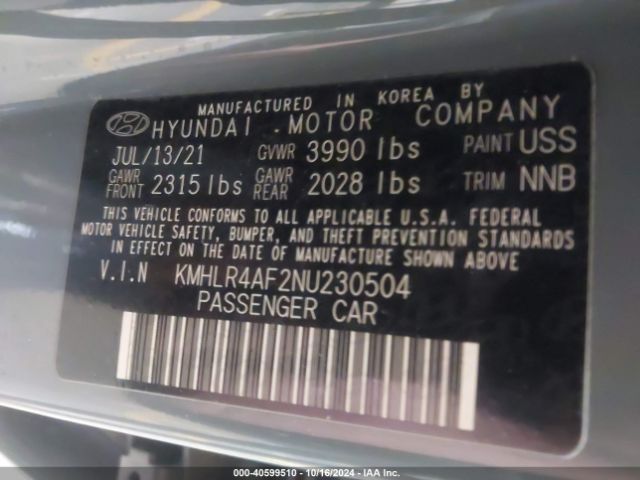 MANUFACTURED IN KOREA BY
HYUNDAI MOTOR COMPANY
JUL/13/21 GVWR 3990 lbs PAINT USS
GAWR FRONT 2315 lbs GAWR REAR 2028 lbs TRIM NNB
THIS VEHICLE CONFORMS TO ALL APPLICABLE U.S.A. FEDERAL
MOTOR VEHICLE SAFETY, BUMPER, AND THEFT PREVENTION STANDARDS
IN EFFECT ON THE DATE OF MANUFACTURE SHOWN ABOVE.
V.I.N KMHLR4AF2NU230504
PASSENGER CAR
000-40599510 | 10/16/2024 - IAA Inc.